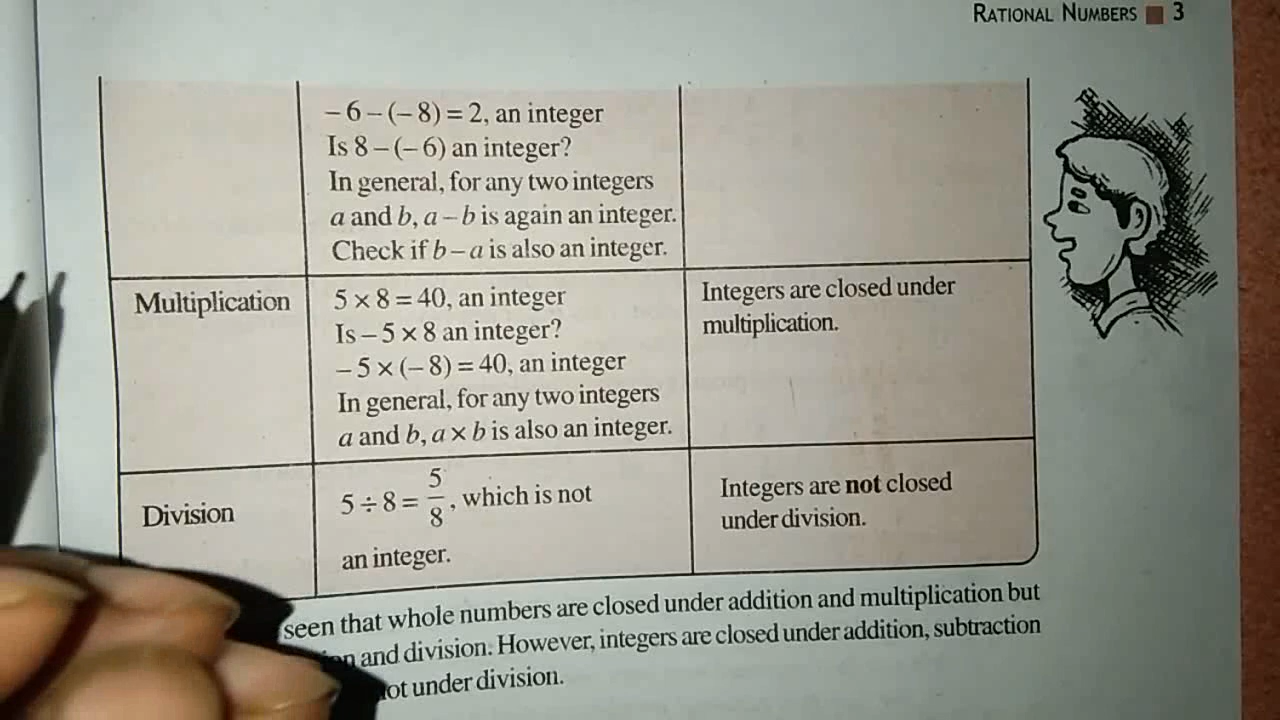 RATIONAL NUMBERS 3
– 6 – (– 8) = 2, an integer
Is 8 – (– 6) an integer?
In general, for any two integers
a and b, a – b is again an integer.
Check if b – a is also an integer.
Multiplication
5 × 8 = 40, an integer
Is – 5 × 8 an integer?
– 5 × (– 8) = 40, an integer
In general, for any two integers
a and b, a × b is also an integer.
Integers are closed under
multiplication.
Division
5 ÷ 8 = 5/8, which is not
an integer.
Integers are not closed
under division.
seen that whole numbers are closed under addition and multiplication but
and division. However, integers are closed under addition, subtraction
under division.